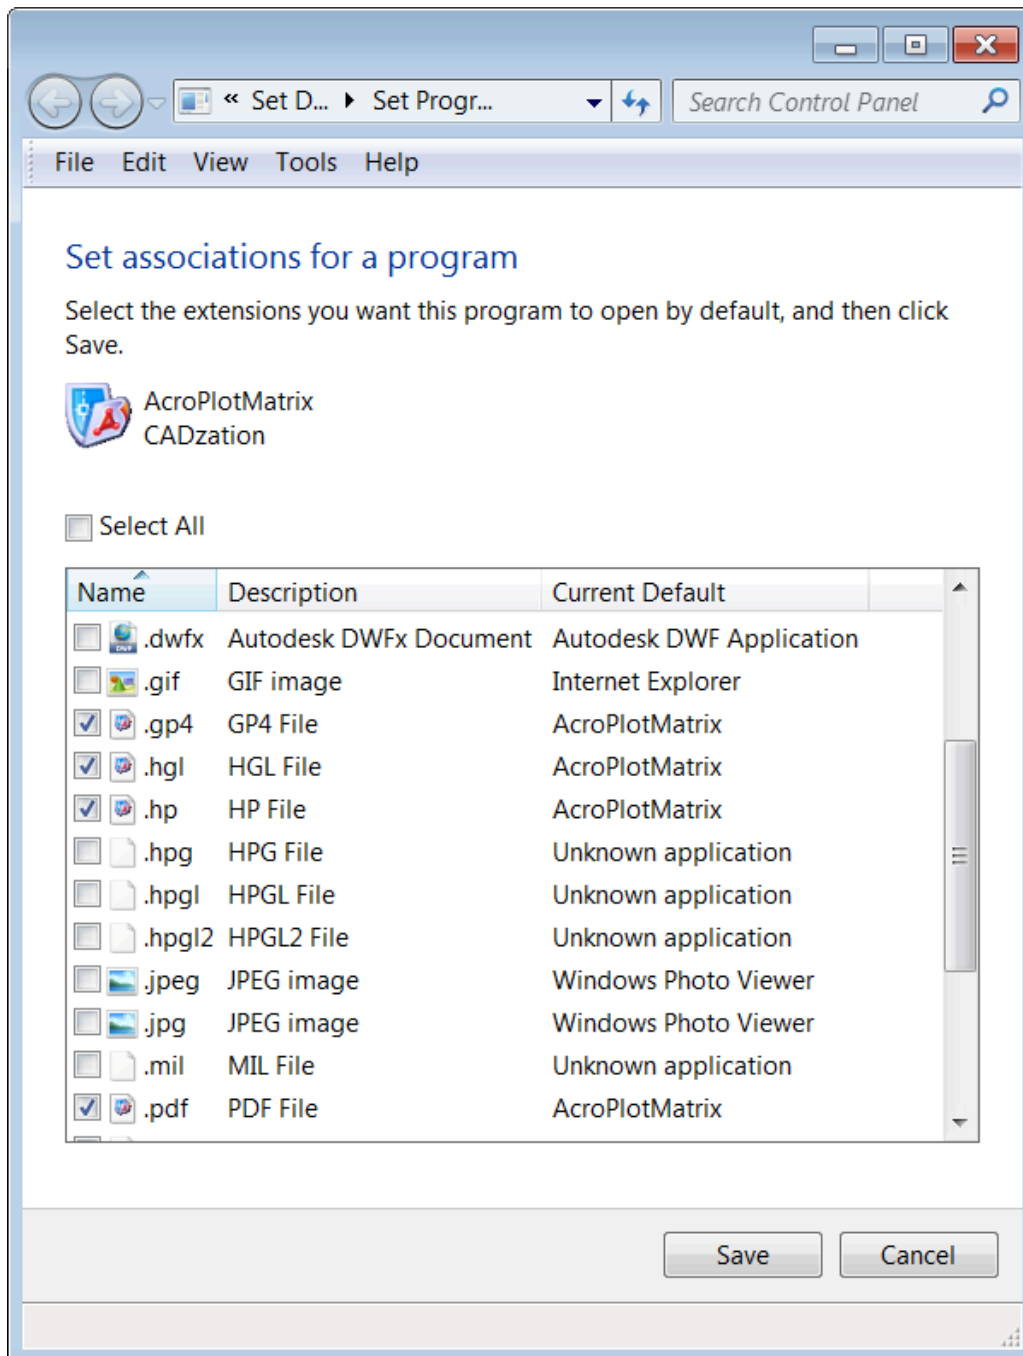 « Set D... Set Progr... Search Control Panel
File Edit View Tools Help
Set associations for a program
Select the extensions you want this program to open by default, and then click
Save.
AcroPlotMatrix
CADzation
Select All
Name Description Current Default
.dwfx Autodesk DWFx Document Autodesk DWF Application
.gif GIF image Internet Explorer
.gp4 GP4 File AcroPlotMatrix
.hgl HGL File AcroPlotMatrix
.hp HP File AcroPlotMatrix
.hpg HPG File Unknown application
.hpgl HPGL File Unknown application
.hpgl2 HPGL2 File Unknown application
.jpeg JPEG image Windows Photo Viewer
.jpg JPEG image Windows Photo Viewer
.mil MIL File Unknown application
.pdf PDF File AcroPlotMatrix
Save Cancel